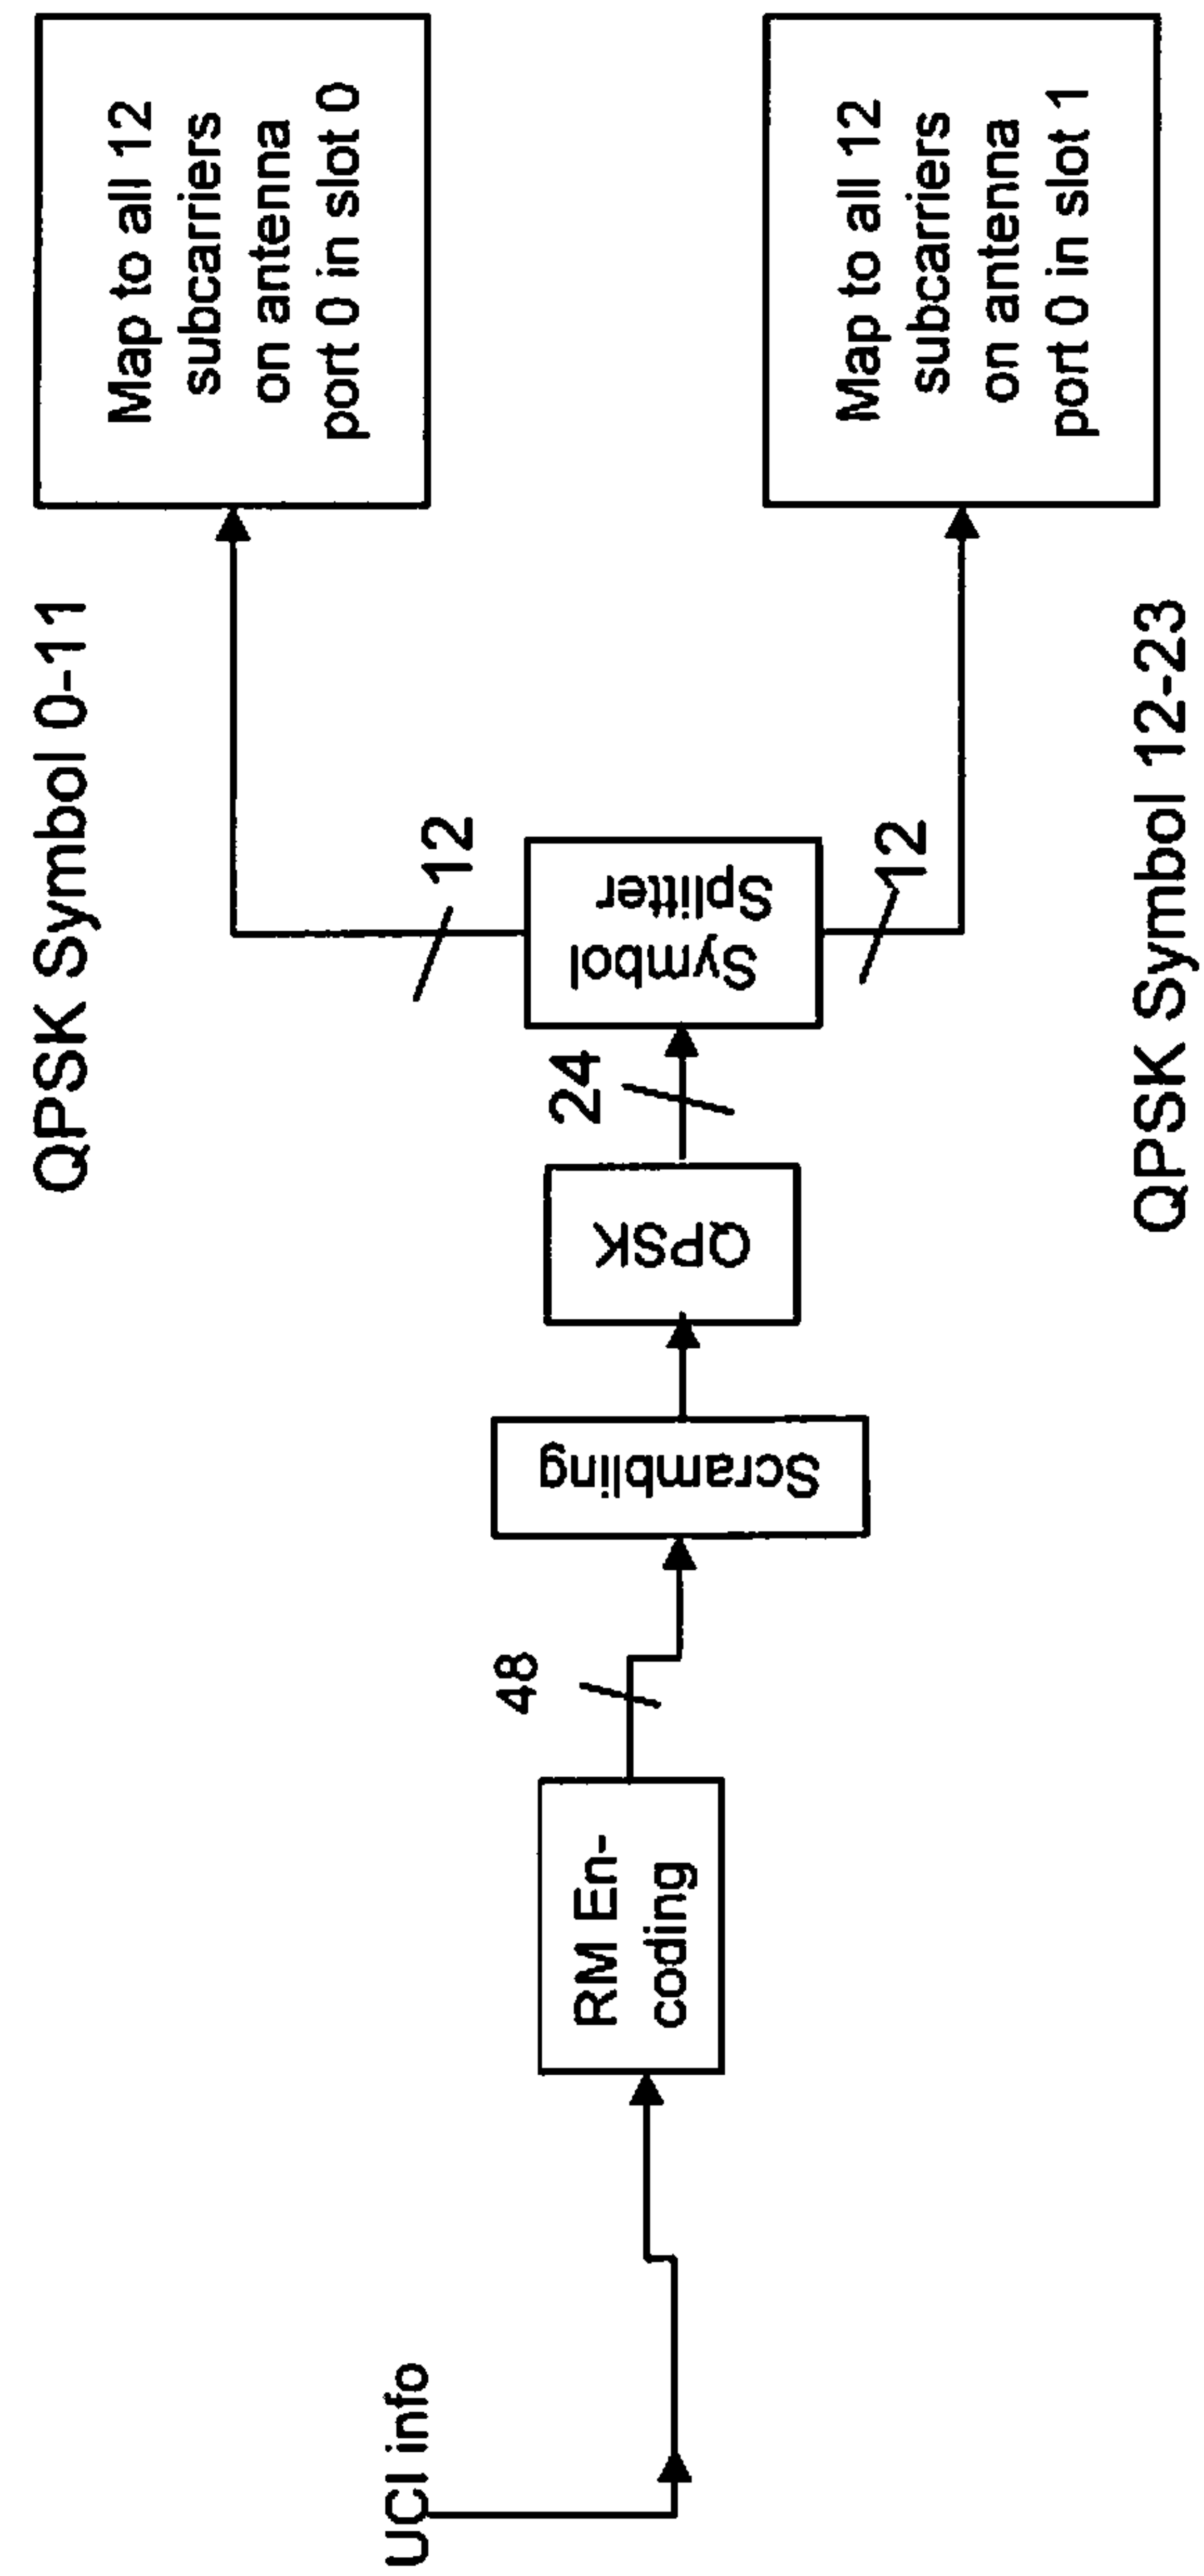 UCI info
RM En-
coding
48
Scrambling
QPSK
24
Symbol
Splitter
12
12
QPSK Symbol 0-11
Map to all 12
subcarriers
on antenna
port 0 in slot 0
QPSK Symbol 12-23
Map to all 12
subcarriers
on antenna
port 0 in slot 1